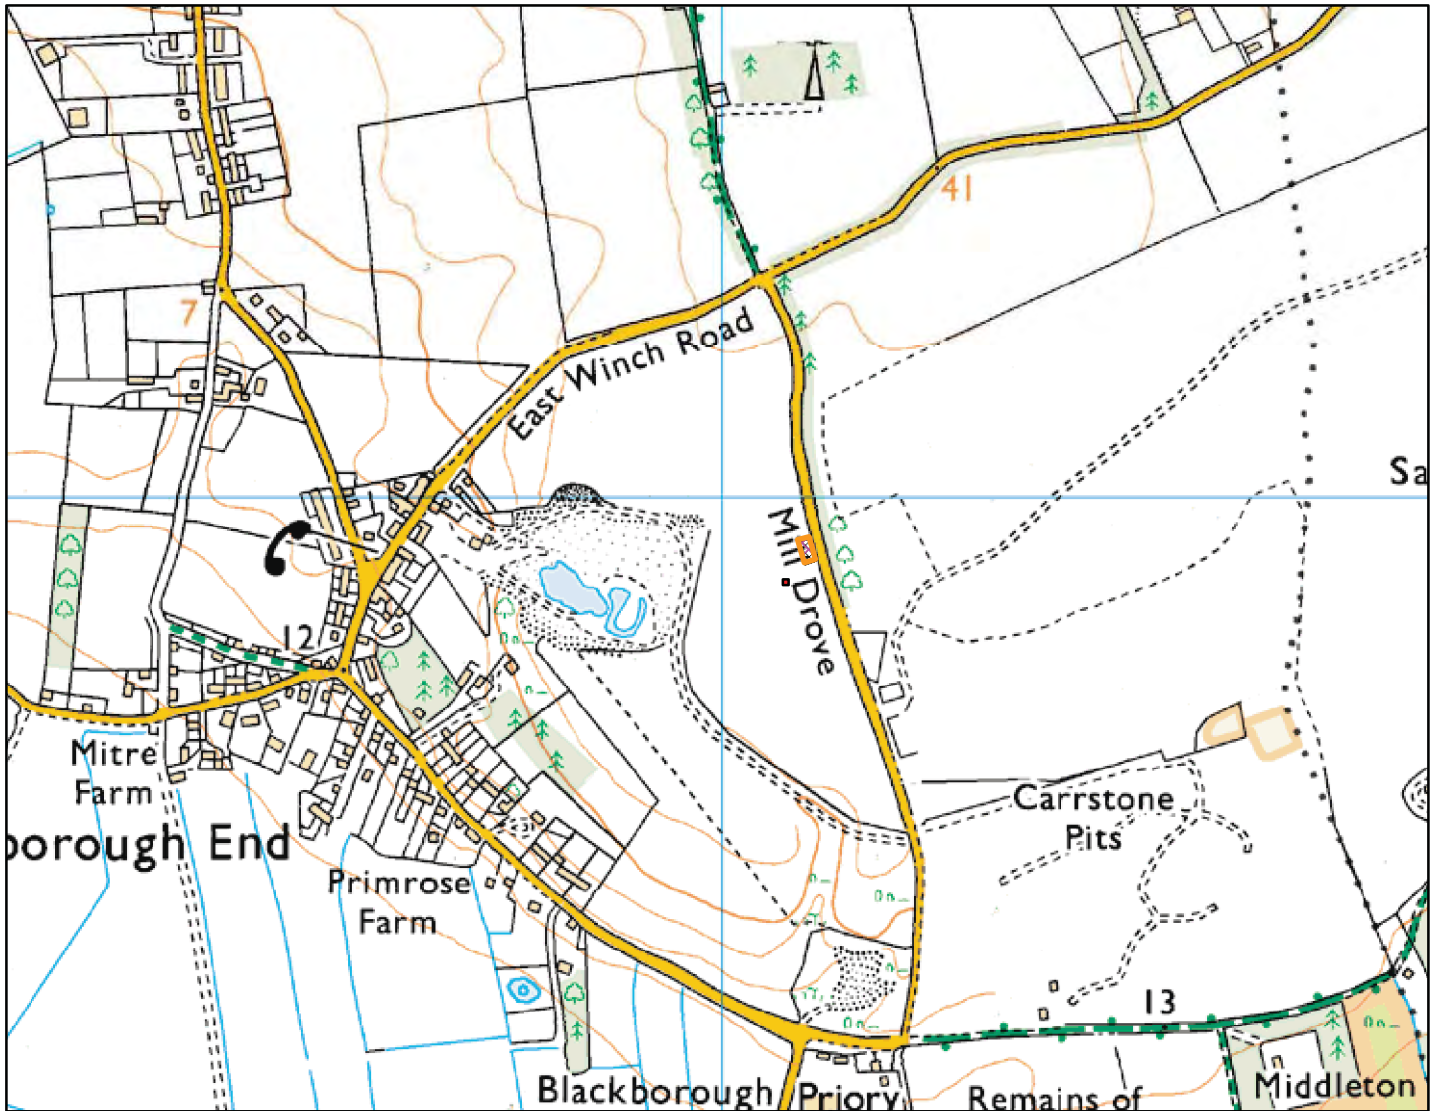 41
7
East Winch Road
Sa
Mill Drove
12
Mitre
Farm
Carrstone
Pits
borough End
Primrose
Farm
13
Blackborough
Priory
Remains of
Middleton